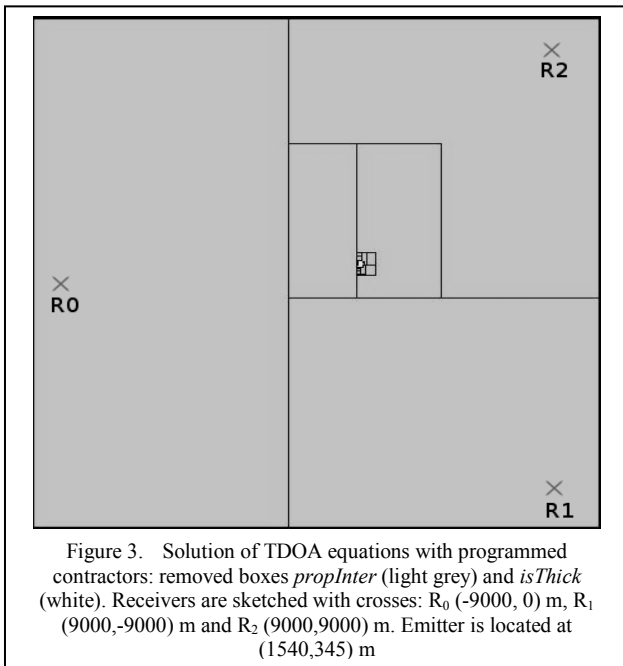 R2
R0
R1
Figure 3. Solution of TDOA equations with programmed
contractors: removed boxes propInter (light grey) and isThick
(white). Receivers are sketched with crosses: R₀ (-9000, 0) m, R₁
(9000,-9000) m and R₂ (9000,9000) m. Emitter is located at
(1540,345) m